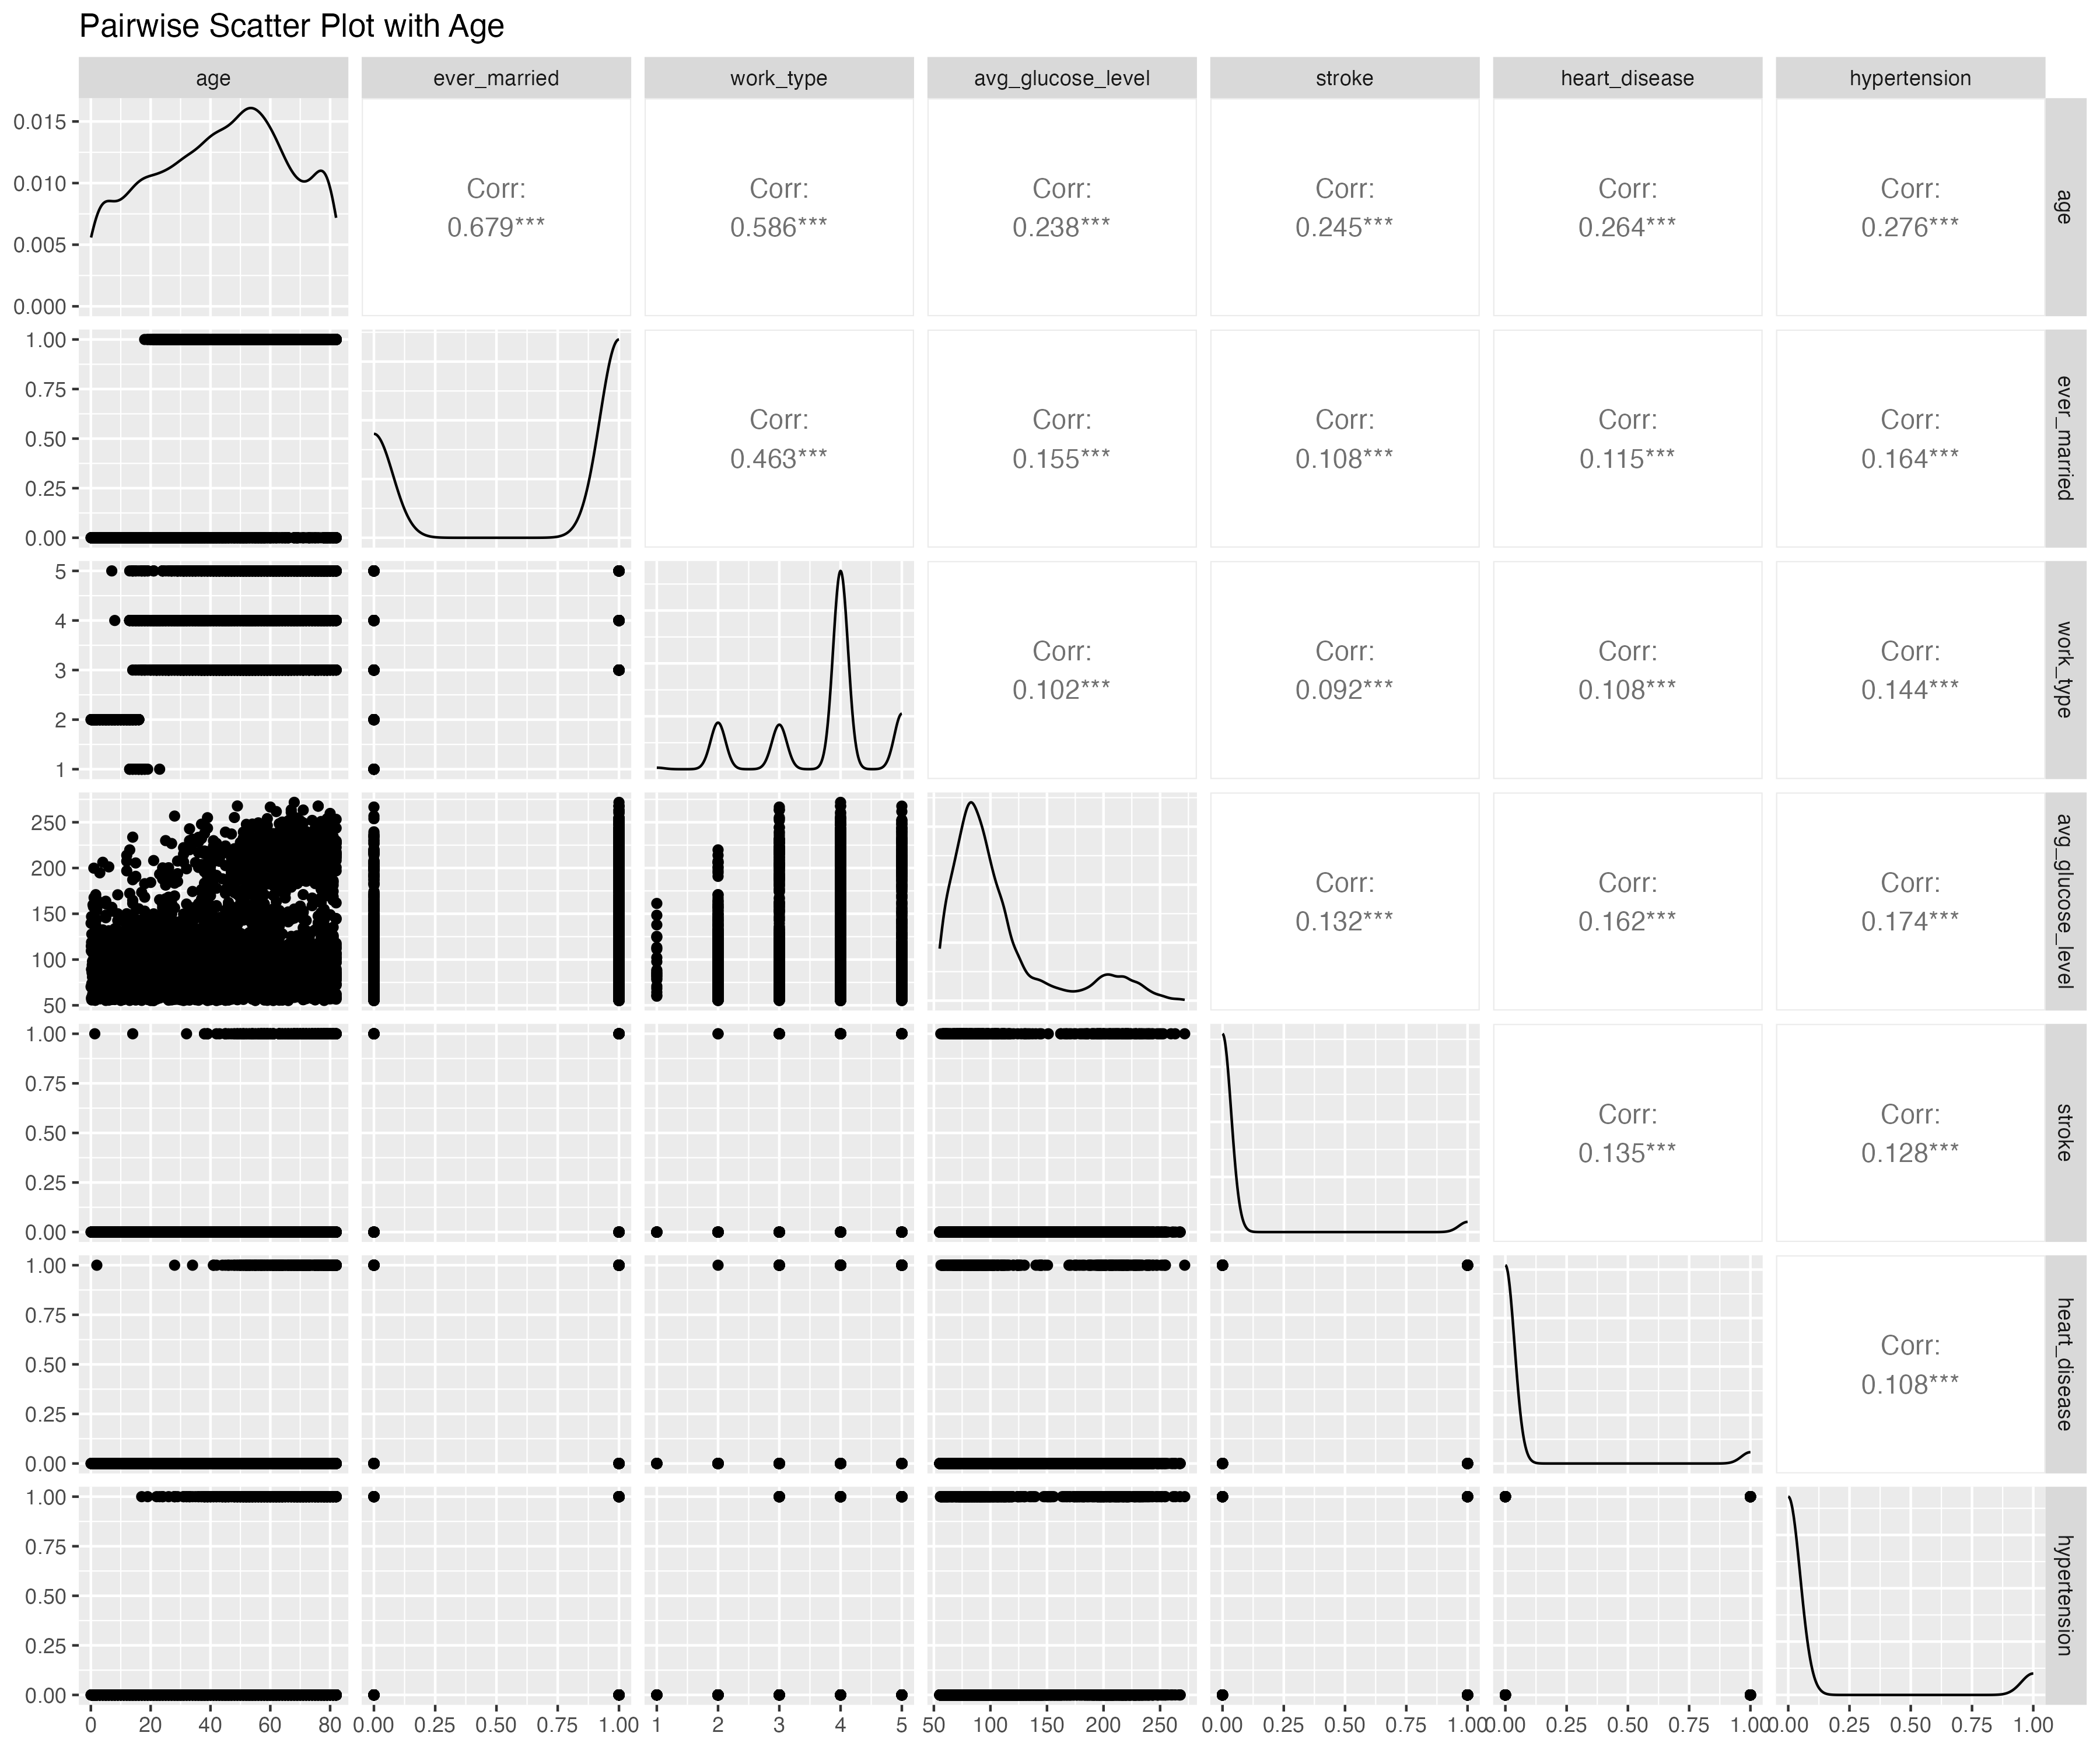 Pairwise Scatter Plot with Age
age ever_married work_type avg_glucose_level stroke heart_disease hypertension
0.015
0.010
0.005
0.000
Corr: Corr: Corr: Corr: Corr: Corr:
0.679*** 0.586*** 0.238*** 0.245*** 0.264*** 0.276***
age
1.00
0.75
0.50
0.25
0.00
Corr: Corr: Corr: Corr: Corr:
0.463*** 0.155*** 0.108*** 0.115*** 0.164***
ever_married
5
4
3
2
1
Corr: Corr: Corr: Corr:
0.102*** 0.092*** 0.108*** 0.144***
work_type
250
200
150
100
50
Corr: Corr: Corr:
0.132*** 0.162*** 0.174***
avg_glucose_level
1.00
0.75
0.50
0.25
0.00
Corr: Corr:
0.135*** 0.128***
stroke
1.00
0.75
0.50
0.25
0.00
Corr:
0.108***
heart_disease
1.00
0.75
0.50
0.25
0.00
hypertension
0 20 40 60 80 0.00 0.25 0.50 0.75 1.00 1 2 3 4 5 50 100 150 200 250 0.00 0.25 0.50 0.75 1.00 0.00 0.25 0.50 0.75 1.00 0.00 0.25 0.50 0.75 1.00